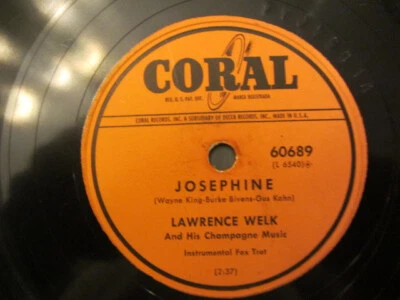 CORAL
REG. U. S. PAT. OFF. MARCA REGISTRADA
CORAL RECORDS, INC. A SUBSIDIARY OF DECCA RECORDS, INC., MADE IN U.S.A.
60689
(L 6540)
JOSEPHINE
(Wayne King-Burke Bivens-Gus Kahn)
LAWRENCE WELK
And His Champagne Music
Instrumental Fox Trot
(2:37)